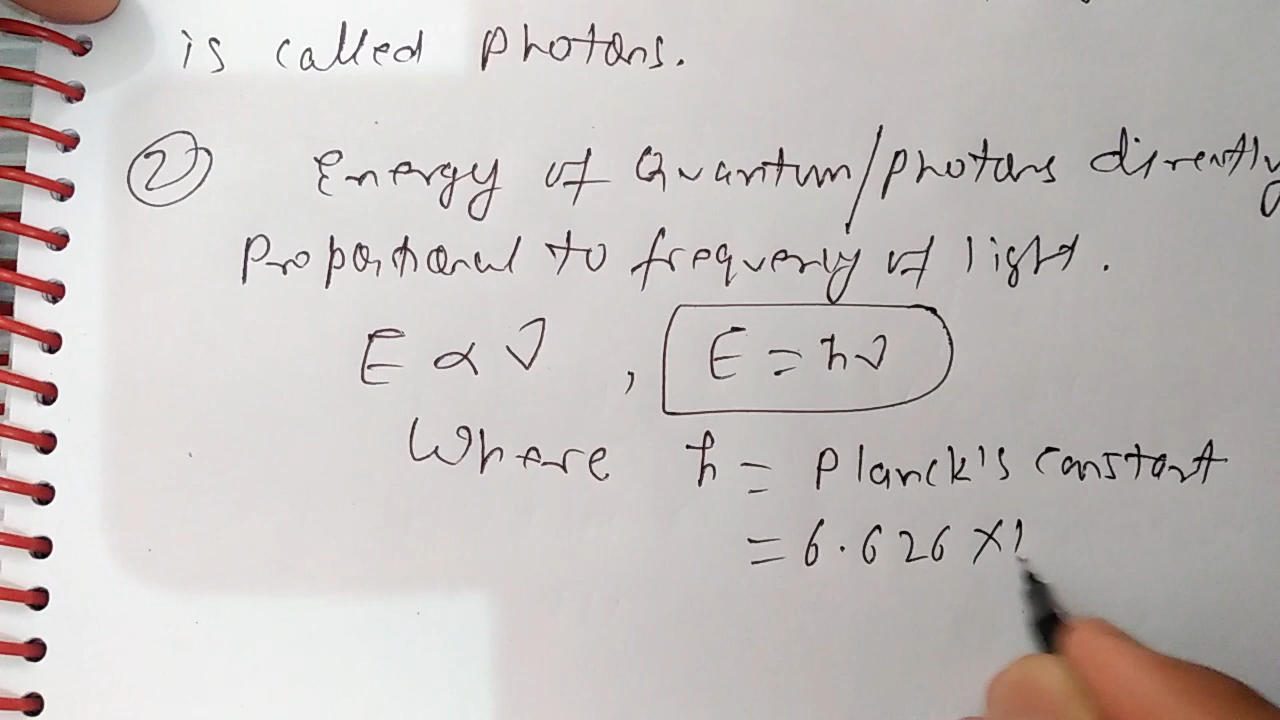 is called photons.
② Energy of Quantum/photons directly
proportional to frequency of light.
E ∝ ν , E = hν
Where h = planck's constant
= 6.626 × 1